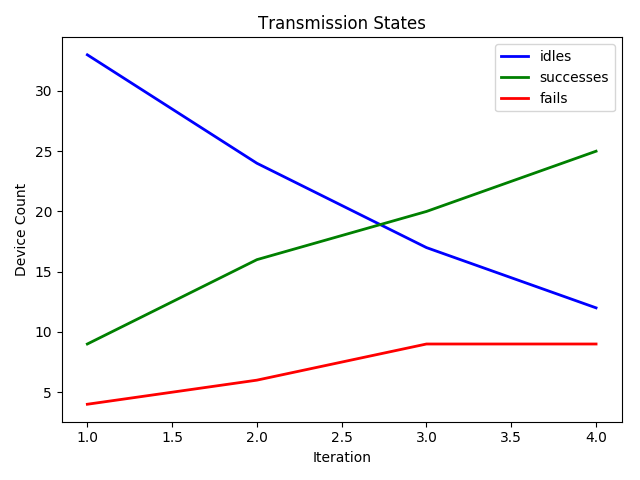 Transmission States
idles
successes
fails
Device Count
30
25
20
15
10
5
1.0 1.5 2.0 2.5 3.0 3.5 4.0
Iteration